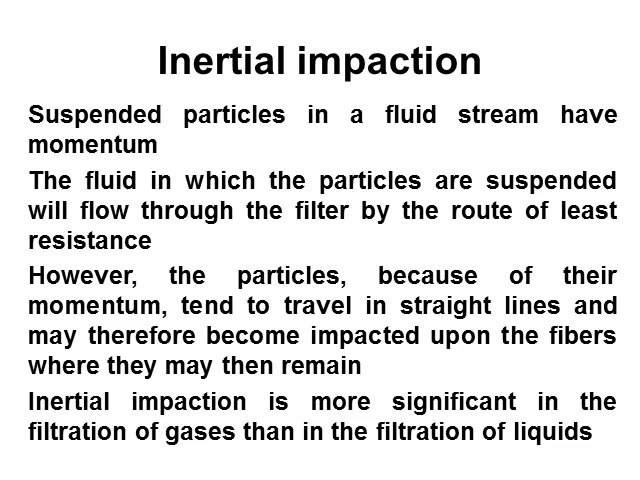 Inertial impaction
Suspended particles in a fluid stream have
momentum
The fluid in which the particles are suspended
will flow through the filter by the route of least
resistance
However, the particles, because of their
momentum, tend to travel in straight lines and
may therefore become impacted upon the fibers
where they may then remain
Inertial impaction is more significant in the
filtration of gases than in the filtration of liquids